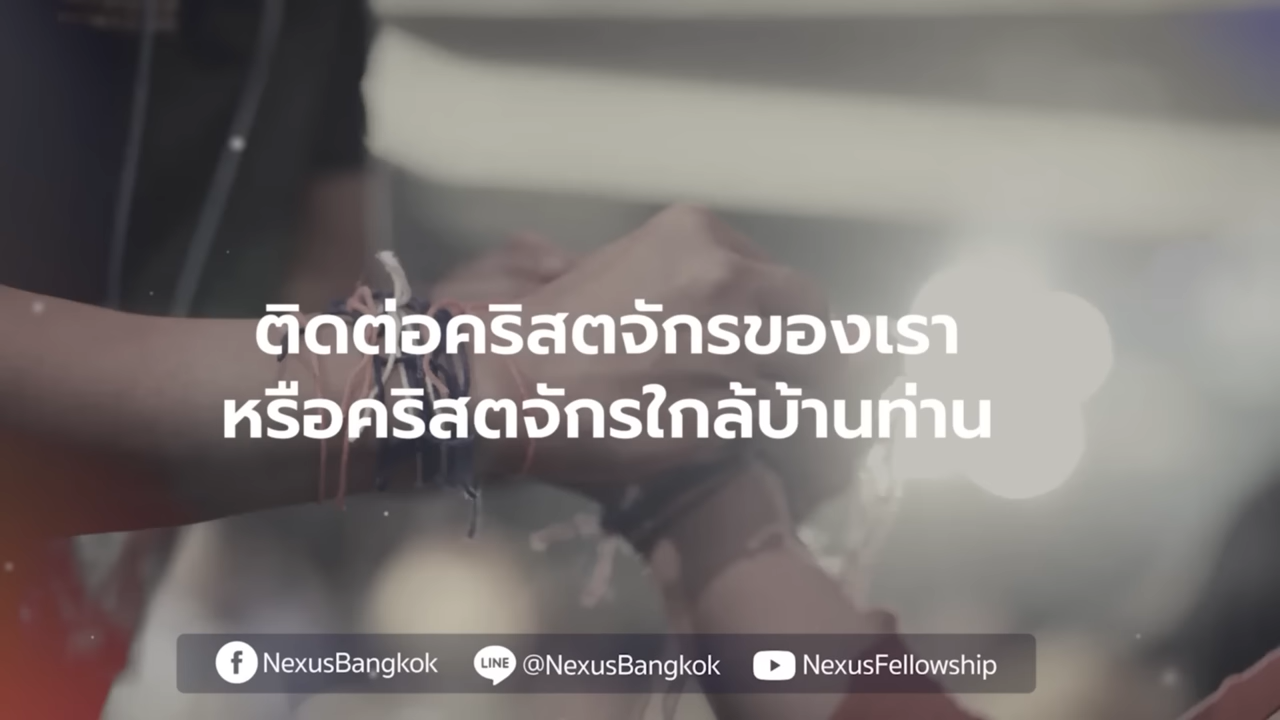 ติดต่อคริสตจักรของเรา
หรือคริสตจักรใกล้บ้านท่าน
NexusBangkok LINE @NexusBangkok NexusFellowship